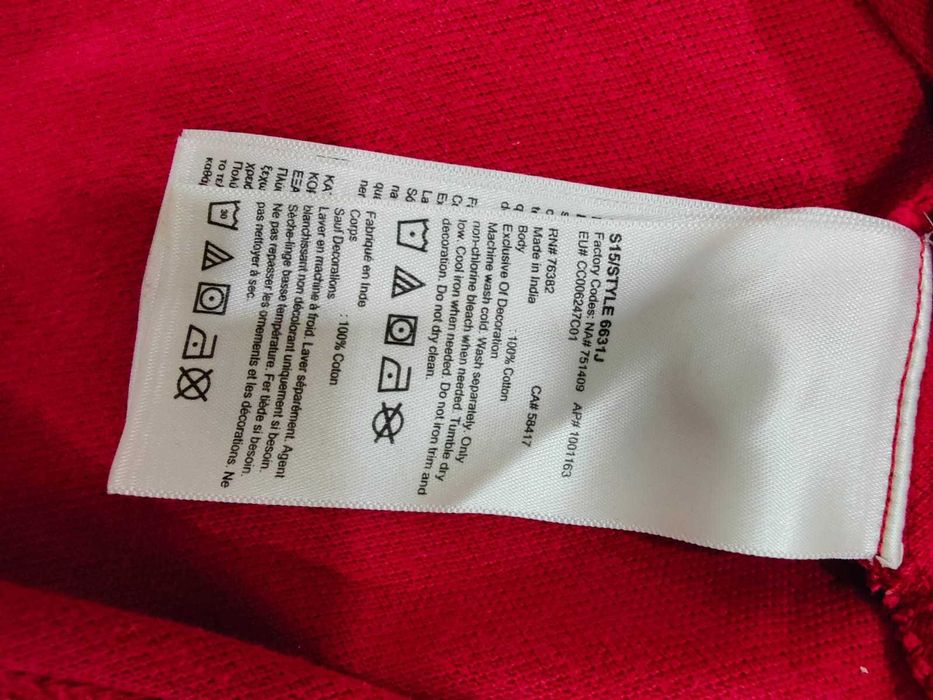 S15/STYLE 6631J
Factory Codes: NA# 751409 AP# 1001163
EU# CC006247C01
RN# 76382 CA# 58417
Made in India
Body : 100% Cotton
Exclusive Of Decoration
Machine wash cold. Wash separately. Only
non-chlorine bleach when needed. Tumble dry
low. Cool iron when needed. Do not iron trim and
decoration. Do not dry clean.
Fabriqué en Inde
Corps : 100% Coton
Sauf Decorations
Laver en machine à froid. Laver séparément. Agent
blanchissant non décolorant uniquement si besoin.
Sèche-linge basse température. Fer tiède si besoin.
Ne pas repasser les ornements et les décorations. Ne
pas nettoyer à sec.
30